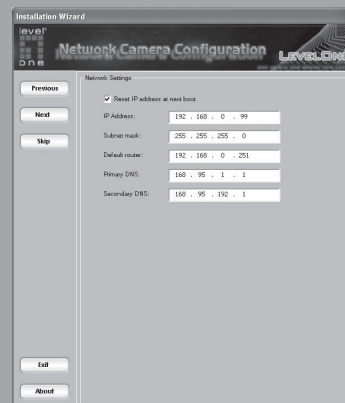 Installation Wizard
level
one
Network Camera Configuration
LEVELONE
Previous
Next
Skip
Network Settings
Reset IP address at next boot
IP Address: 192 . 168 . 0 . 99
Subnet mask: 255 . 255 . 255 . 0
Default router: 192 . 168 . 0 . 251
Primary DNS: 168 . 95 . 1 . 1
Secondary DNS: 168 . 95 . 192 . 1
Exit
About